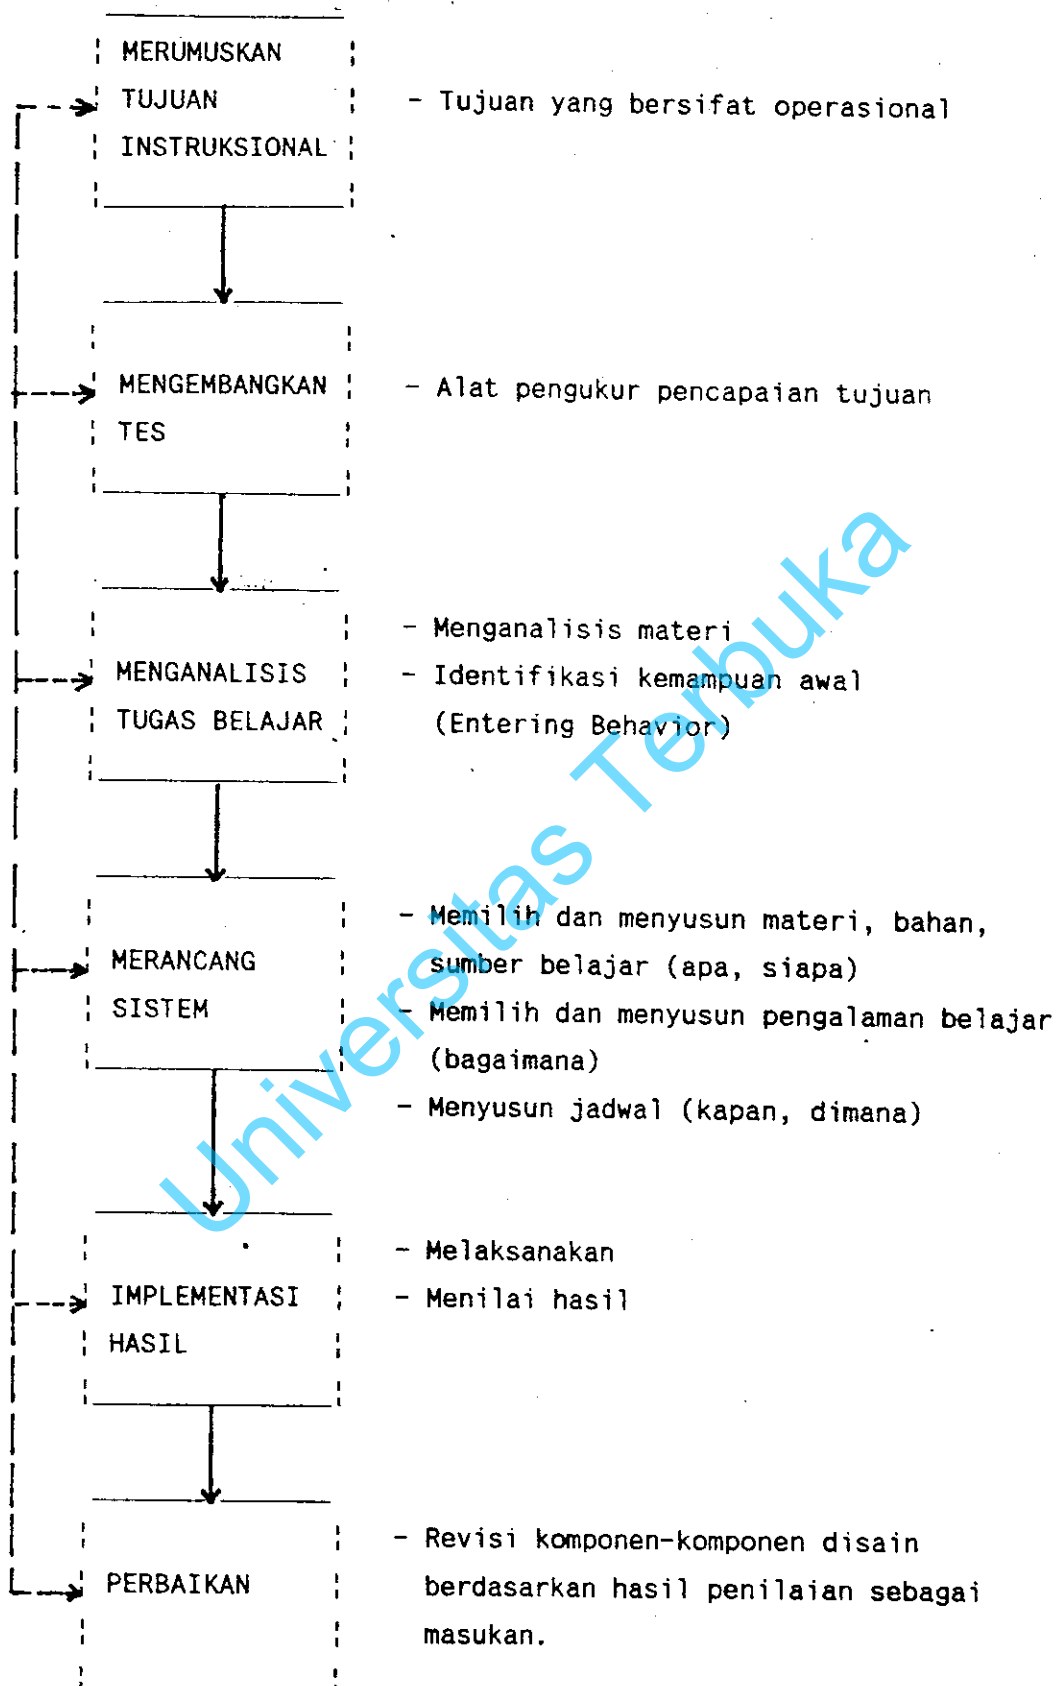 MERUMUSKAN
TUJUAN
INSTRUKSIONAL
- Tujuan yang bersifat operasional
MENGEMBANGKAN
TES
- Alat pengukur pencapaian tujuan
MENGANALISIS
TUGAS BELAJAR
- Menganalisis materi
- Identifikasi kemampuan awal
(Entering Behavior)
MERANCANG
SISTEM
- Memilih dan menyusun materi, bahan,
sumber belajar (apa, siapa)
- Memilih dan menyusun pengalaman belajar
(bagaimana)
- Menyusun jadwal (kapan, dimana)
IMPLEMENTASI
HASIL
- Melaksanakan
- Menilai hasil
PERBAIKAN
- Revisi komponen-komponen disain
berdasarkan hasil penilaian sebagai
masukan.
Universitas Terbuka